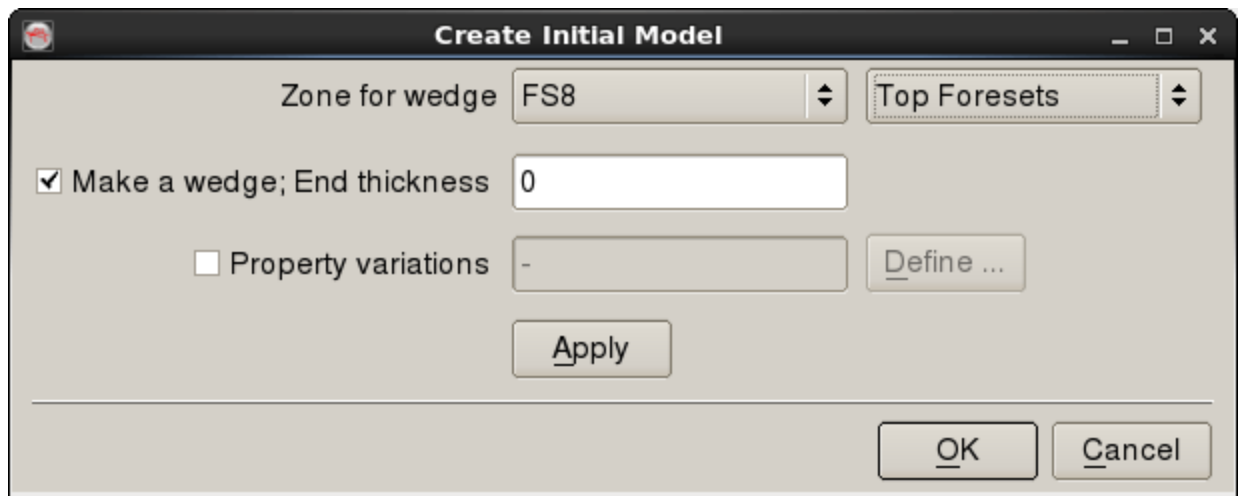 Create Initial Model
Zone for wedge FS8 Top Foresets
Make a wedge; End thickness 0
Property variations - Define ...
Apply
OK Cancel